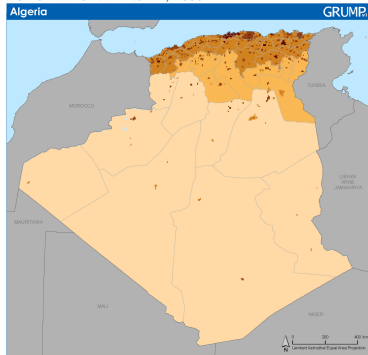 Algeria
GRUMP
MOROCCO
TUNISIA
LIBYAN
ARAB
JAMAHIRIYA
MAURITANIA
MALI
NIGER
N
0 200 400 km
Lambert Azimuthal Equal Area Projection